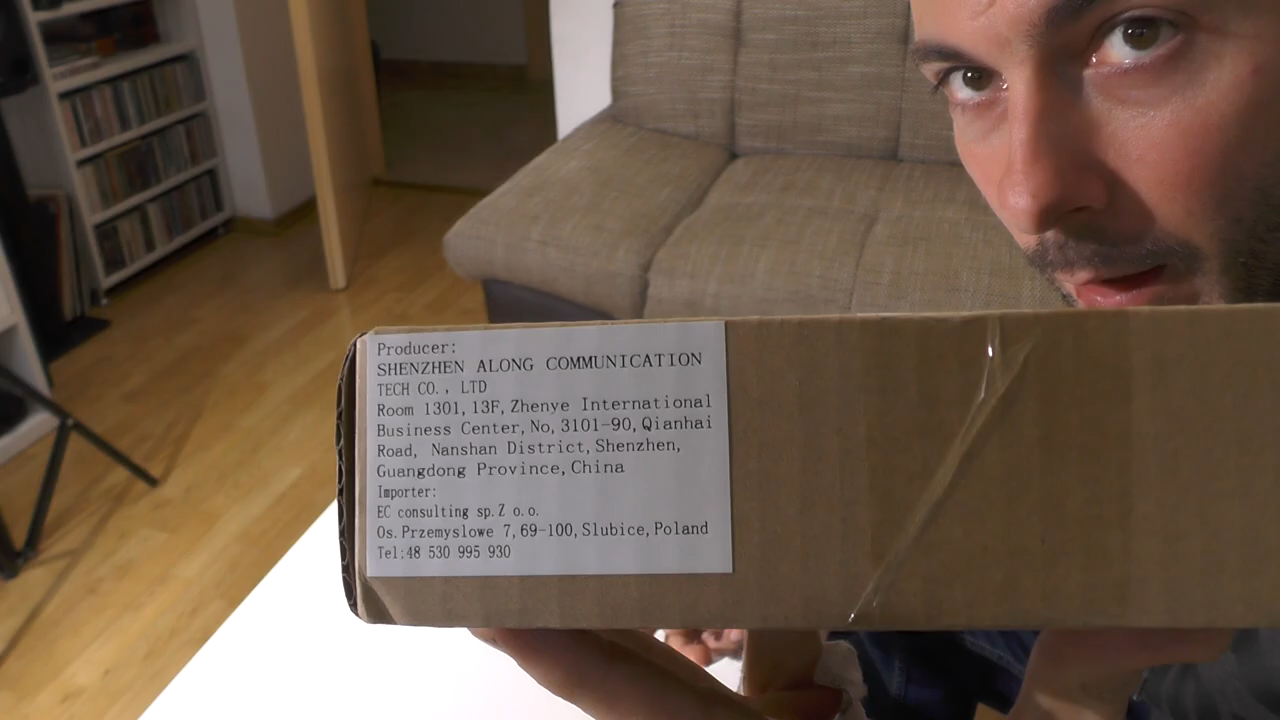 Producer:
SHENZHEN ALONG COMMUNICATION
TECH CO., LTD
Room 1301, 13F, Zhenye International
Business Center, No, 3101-90, Qianhai
Road, Nanshan District, Shenzhen,
Guangdong Province, China
Importer:
EC consulting sp. Z o. o.
Os. Przemyslowe 7, 69-100, Slubice, Poland
Tel:48 530 995 930